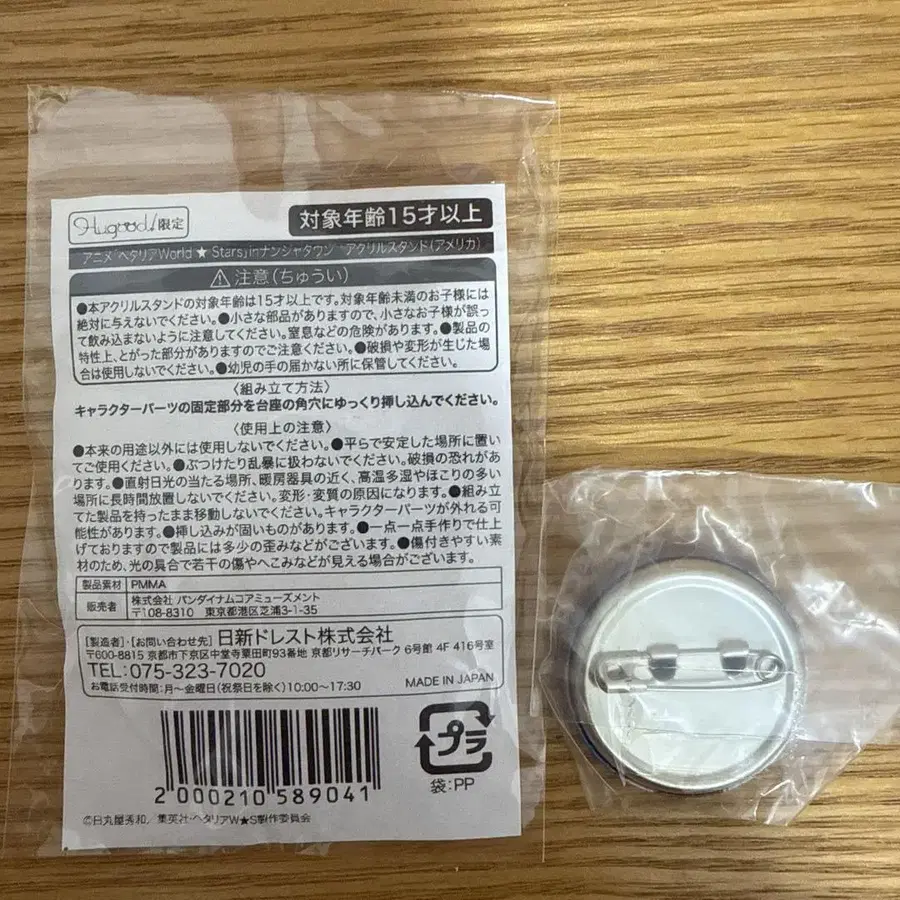 Hugood!限定
対象年齢15才以上
アニメ「ヘタリアWorld★Stars」inナンジャタウン アクリルスタンド(アメリカ)
⚠注意(ちゅうい)
●本アクリルスタンドの対象年齢は15才以上です。対象年齢未満のお子様には
絶対に与えないでください。●小さな部品がありますので、小さなお子様が誤っ
て飲み込まないように注意してください。窒息などの危険があります。●製品の
特性上、とがった部分がありますのでご注意ください。●破損や変形が生じた場
合は使用しないでください。●幼児の手の届かない所に保管してください。
〈組み立て方法〉
キャラクターパーツの固定部分を台座の角穴にゆっくり挿し込んでください。
〈使用上の注意〉
●本来の用途以外には使用しないでください。●平らで安定した場所に置い
てご使用ください。●ぶつけたり乱暴に扱わないでください。破損の恐れがあ
ります。●直射日光の当たる場所、暖房器具の近く、高温多湿やほこりの多い
場所に長時間放置しないでください。変形・変質の原因になります。●組み立
てた製品を持ったまま移動しないでください。キャラクターパーツが外れる可
能性があります。●挿し込みが固いものがあります。●一点一点手作りで仕上
げておりますので製品には多少の歪みなどがございます。●傷付きやすい素
材のため、光の具合で若干の傷やへこみなどが見える場合がございます。
製品素材 PMMA
販売者 株式会社 バンダイナムコアミューズメント
〒108-8310 東京都港区芝浦3-1-35
[製造者]・[お問い合わせ先] 日新ドレスト株式会社
〒600-8815 京都市下京区中堂寺粟田町93番地 京都リサーチパーク 6号館 4F 416号室
TEL:075-323-7020
お電話受付時間:月～金曜日(祝祭日を除く)10:00～17:30
MADE IN JAPAN
プラ
袋:PP
2 000210 589041
©日丸屋秀和／集英社・ヘタリアW★S製作委員会